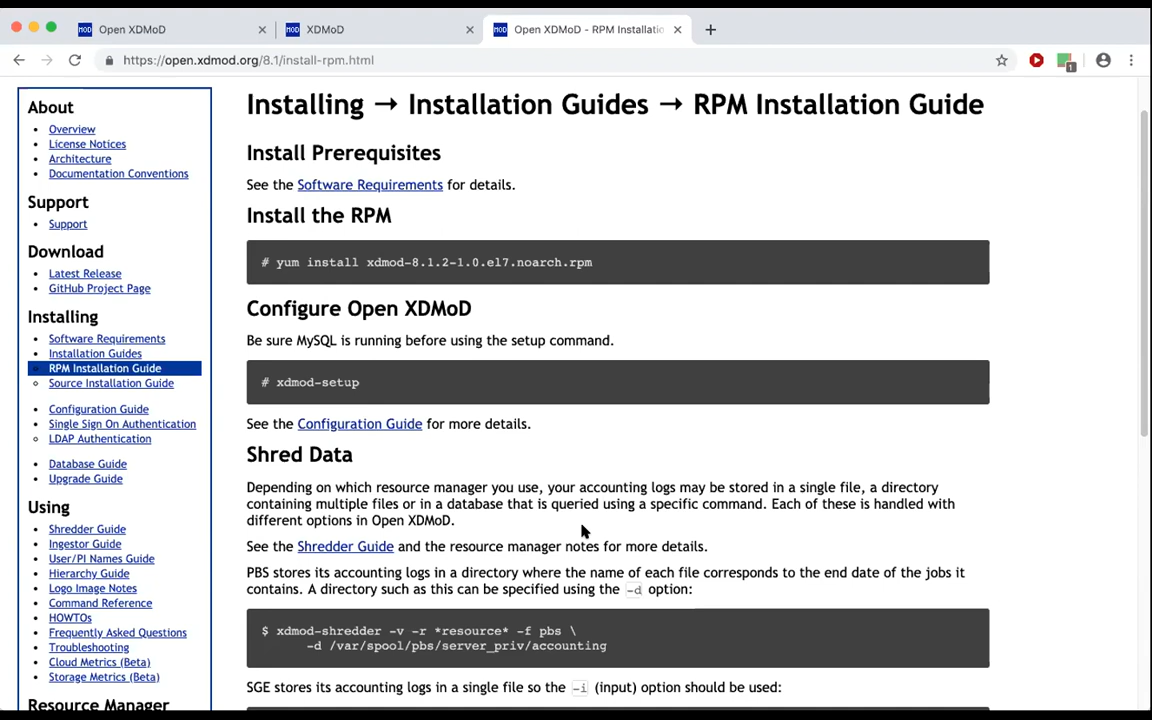 Open XDMoD
XDMoD
Open XDMoD - RPM Installatio
https://open.xdmod.org/8.1/install-rpm.html
1
About
Overview
License Notices
Architecture
Documentation Conventions
Support
Support
Download
Latest Release
GitHub Project Page
Installing
Software Requirements
Installation Guides
RPM Installation Guide
Source Installation Guide
Configuration Guide
Single Sign On Authentication
LDAP Authentication
Database Guide
Upgrade Guide
Using
Shredder Guide
Ingestor Guide
User/PI Names Guide
Hierarchy Guide
Logo Image Notes
Command Reference
HOWTOs
Frequently Asked Questions
Troubleshooting
Cloud Metrics (Beta)
Storage Metrics (Beta)
Resource Manager
Installing → Installation Guides → RPM Installation Guide
Install Prerequisites
See the Software Requirements for details.
Install the RPM
# yum install xdmod-8.1.2-1.0.el7.noarch.rpm
Configure Open XDMoD
Be sure MySQL is running before using the setup command.
# xdmod-setup
See the Configuration Guide for more details.
Shred Data
Depending on which resource manager you use, your accounting logs may be stored in a single file, a directory
containing multiple files or in a database that is queried using a specific command. Each of these is handled with
different options in Open XDMoD.
See the Shredder Guide and the resource manager notes for more details.
PBS stores its accounting logs in a directory where the name of each file corresponds to the end date of the jobs it
contains. A directory such as this can be specified using the -d option:
$ xdmod-shredder -v -r *resource* -f pbs \
-d /var/spool/pbs/server_priv/accounting
SGE stores its accounting logs in a single file so the -i (input) option should be used: